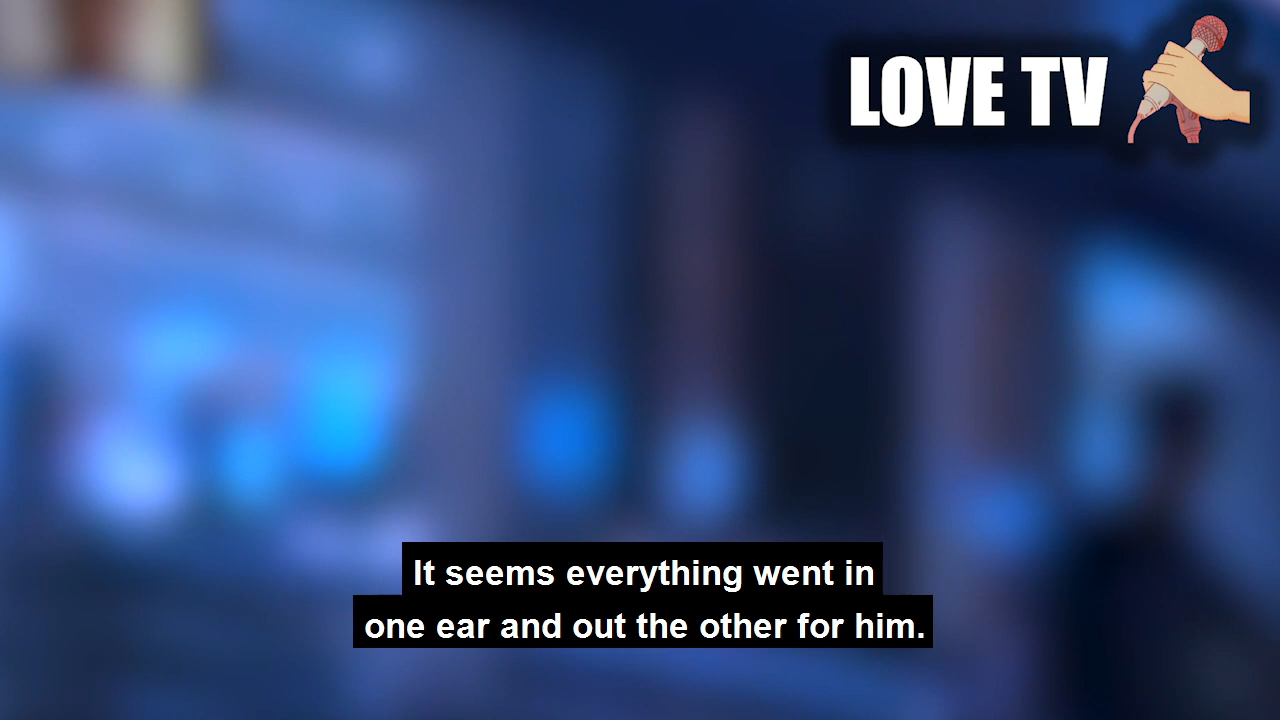 LOVE TV
It seems everything went in
one ear and out the other for him.